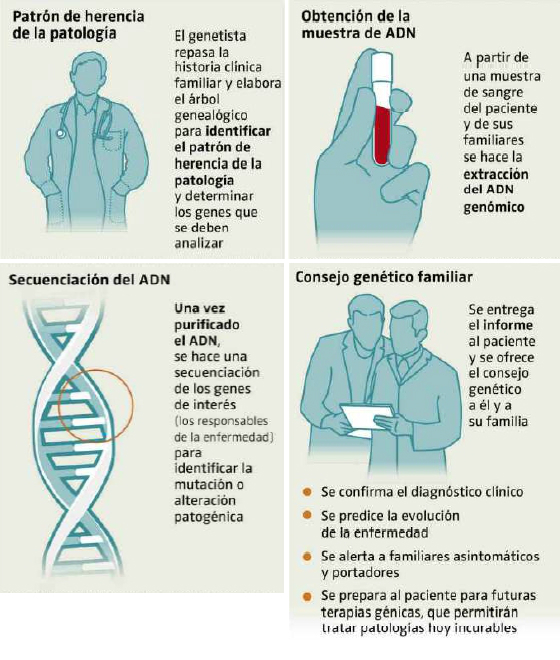 Patrón de herencia
de la patología
El genetista
repasa la
historia clínica
familiar y elabora
el árbol
genealógico
para identificar
el patrón de
herencia de la
patología
y determinar
los genes que
se deben
analizar
Obtención de la
muestra de ADN
A partir de
una muestra
de sangre
del paciente
y de sus
familiares
se hace la
extracción
del ADN
genómico
Secuenciación del ADN
Una vez
purificado
el ADN,
se hace una
secuenciación
de los genes
de interés
(los responsables
de la enfermedad)
para
identificar la
mutación o
alteración
patogénica
Consejo genético familiar
Se entrega
el informe
al paciente
y se ofrece
el consejo
genético
a él y a
su familia
Se confirma el diagnóstico clínico
Se predice la evolución
de la enfermedad
Se alerta a familiares asintomáticos
y portadores
Se prepara al paciente para futuras
terapias génicas, que permitirán
tratar patologías hoy incurables